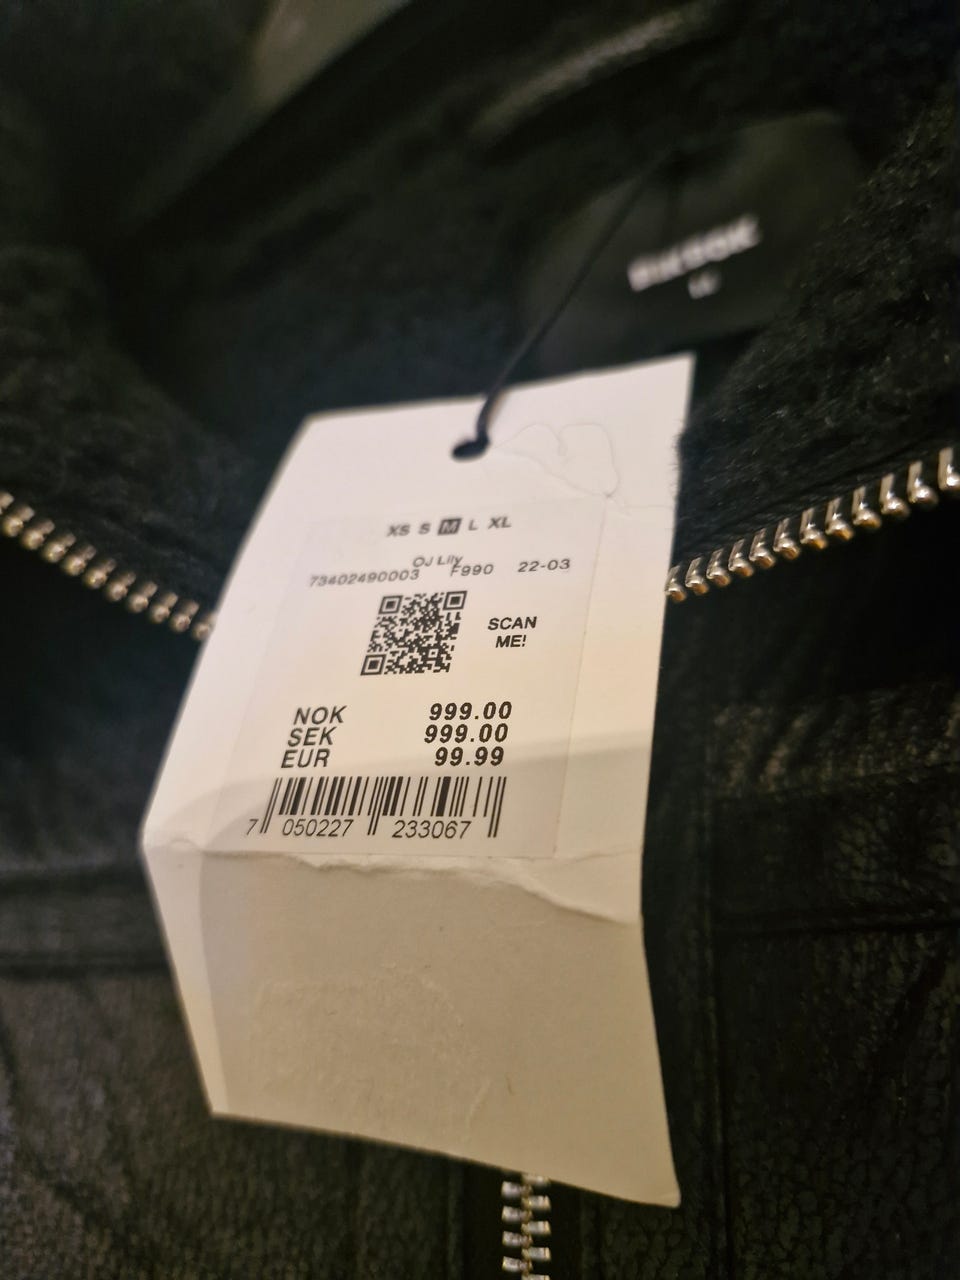 XS S M L XL
OJ Lily
73402490003 F990 22-03
SCAN
ME!
NOK 999.00
SEK 999.00
EUR 99.99
7 050227 233067